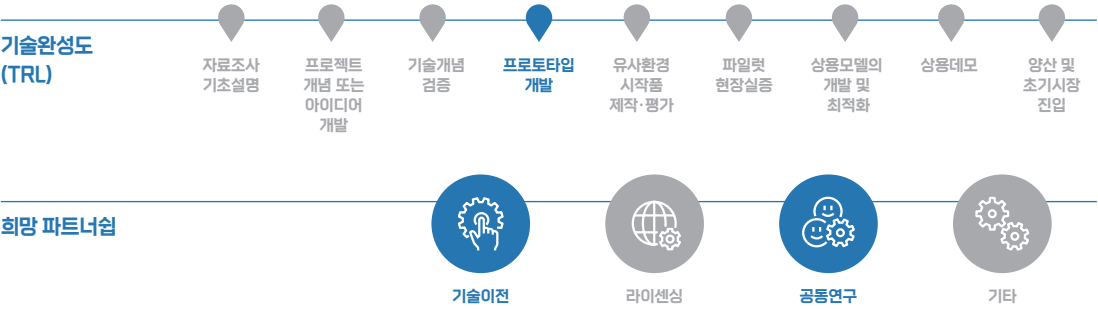 기술완성도
(TRL)
자료조사
기초설명
프로젝트
개념 또는
아이디어
개발
기술개념
검증
프로토타입
개발
유사환경
시작품
제작·평가
파일럿
현장실증
상용모델의
개발 및
최적화
상용데모
양산 및
초기시장
진입
희망 파트너쉽
기술이전
라이센싱
공동연구
기타